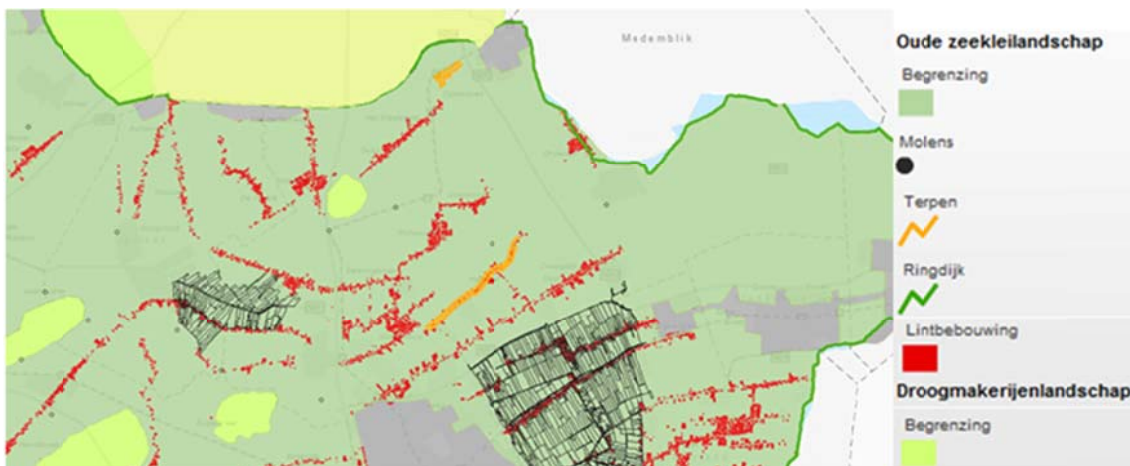 Medemblik
Oude zeekleilandschap
Begrenzing
Molens
Terpen
Ringdijk
Lintbebouwing
Droogmakerijenlandschap
Begrenzing